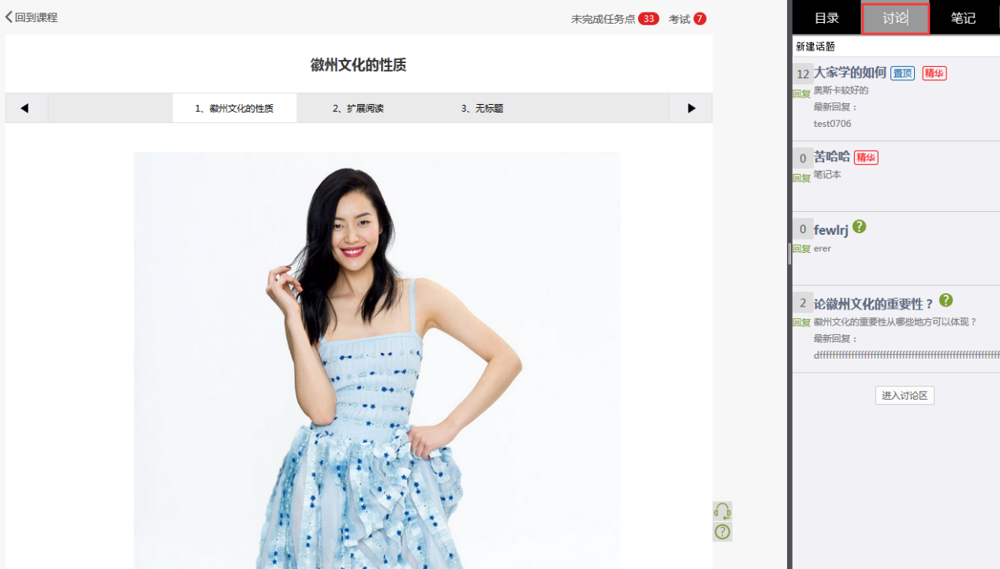 回到课程
未完成任务点 33 考试 7
徽州文化的性质
1、徽州文化的性质
2、扩展阅读
3、无标题
目录
讨论
笔记
新建话题
12 回复
大家学的如何 置顶 精华
奥斯卡较好的
最新回复：
test0706
0 回复
苦哈哈 精华
笔记本
0 回复
fewlrj ?
erer
2 回复
论徽州文化的重要性？ ?
徽州文化的重要性从哪些地方可以体现？
最新回复：
进入讨论区
?